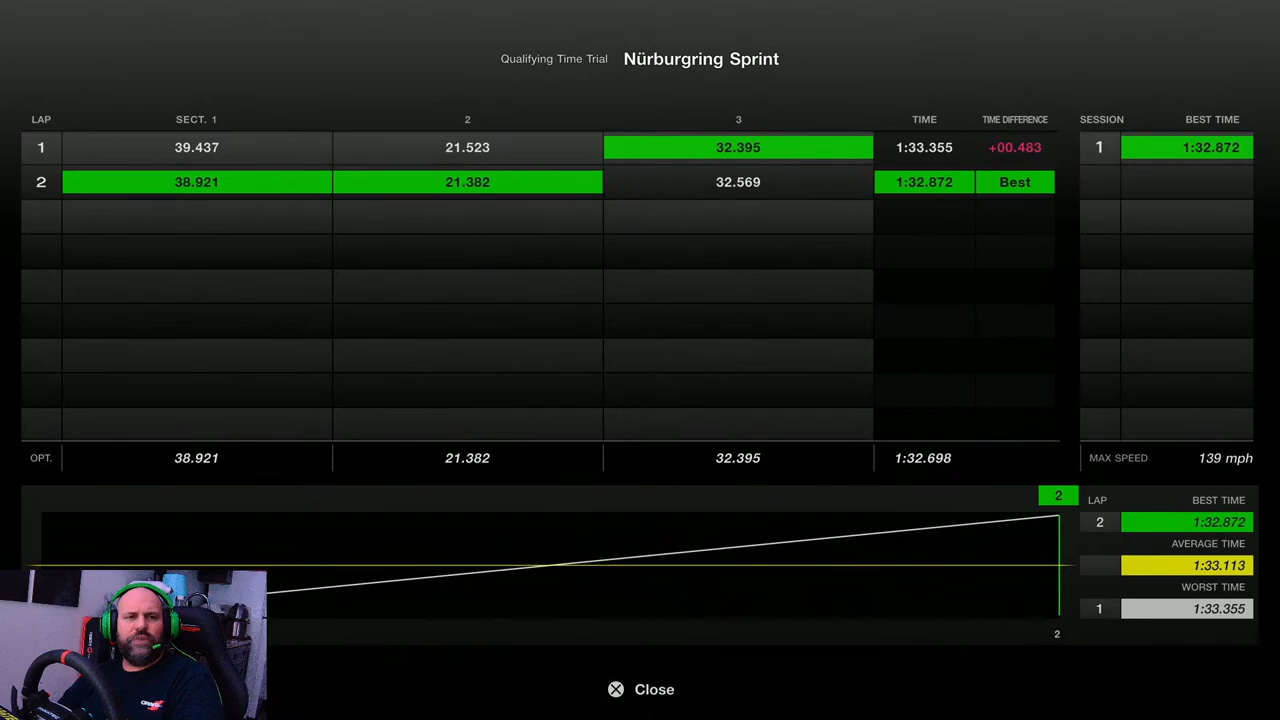 Qualifying Time Trial Nürburgring Sprint
LAP SECT. 1 2 3 TIME TIME DIFFERENCE SESSION BEST TIME
1 39.437 21.523 32.395 1:33.355 +00.483 1 1:32.872
2 38.921 21.382 32.569 1:32.872 Best
OPT. 38.921 21.382 32.395 1:32.698 MAX SPEED 139 mph
2 LAP BEST TIME
2 1:32.872
AVERAGE TIME
1:33.113
WORST TIME
1 1:33.355
2
Close